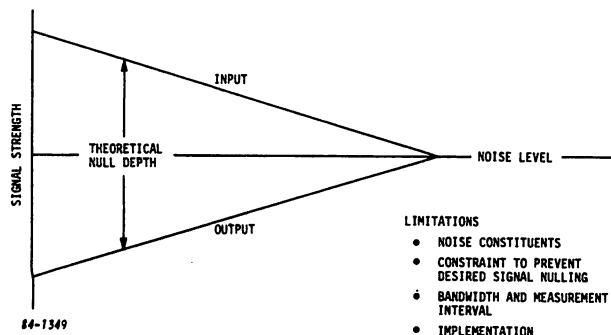 INPUT
SIGNAL STRENGTH
THEORETICAL
NULL DEPTH
NOISE LEVEL
OUTPUT
LIMITATIONS
• NOISE CONSTITUENTS
• CONSTRAINT TO PREVENT
DESIRED SIGNAL NULLING
• BANDWIDTH AND MEASUREMENT
INTERVAL
• IMPLEMENTATION
84-1349